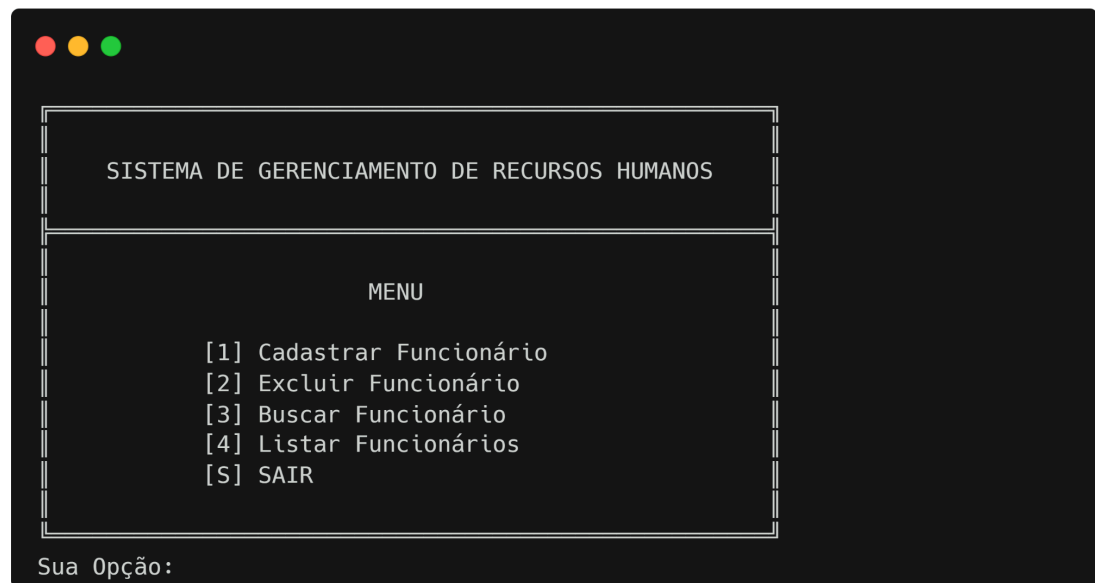 SISTEMA DE GERENCIAMENTO DE RECURSOS HUMANOS
MENU
[1] Cadastrar Funcionário
[2] Excluir Funcionário
[3] Buscar Funcionário
[4] Listar Funcionários
[S] SAIR
Sua Opção: